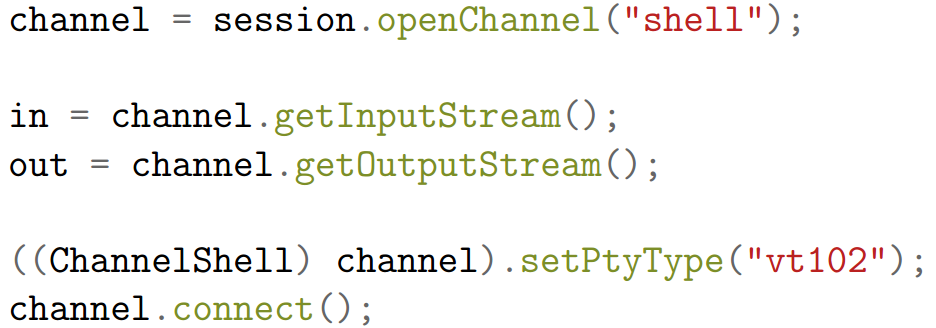 channel = session.openChannel("shell");
in = channel.getInputStream();
out = channel.getOutputStream();
((ChannelShell) channel).setPtyType("vt102");
channel.connect();